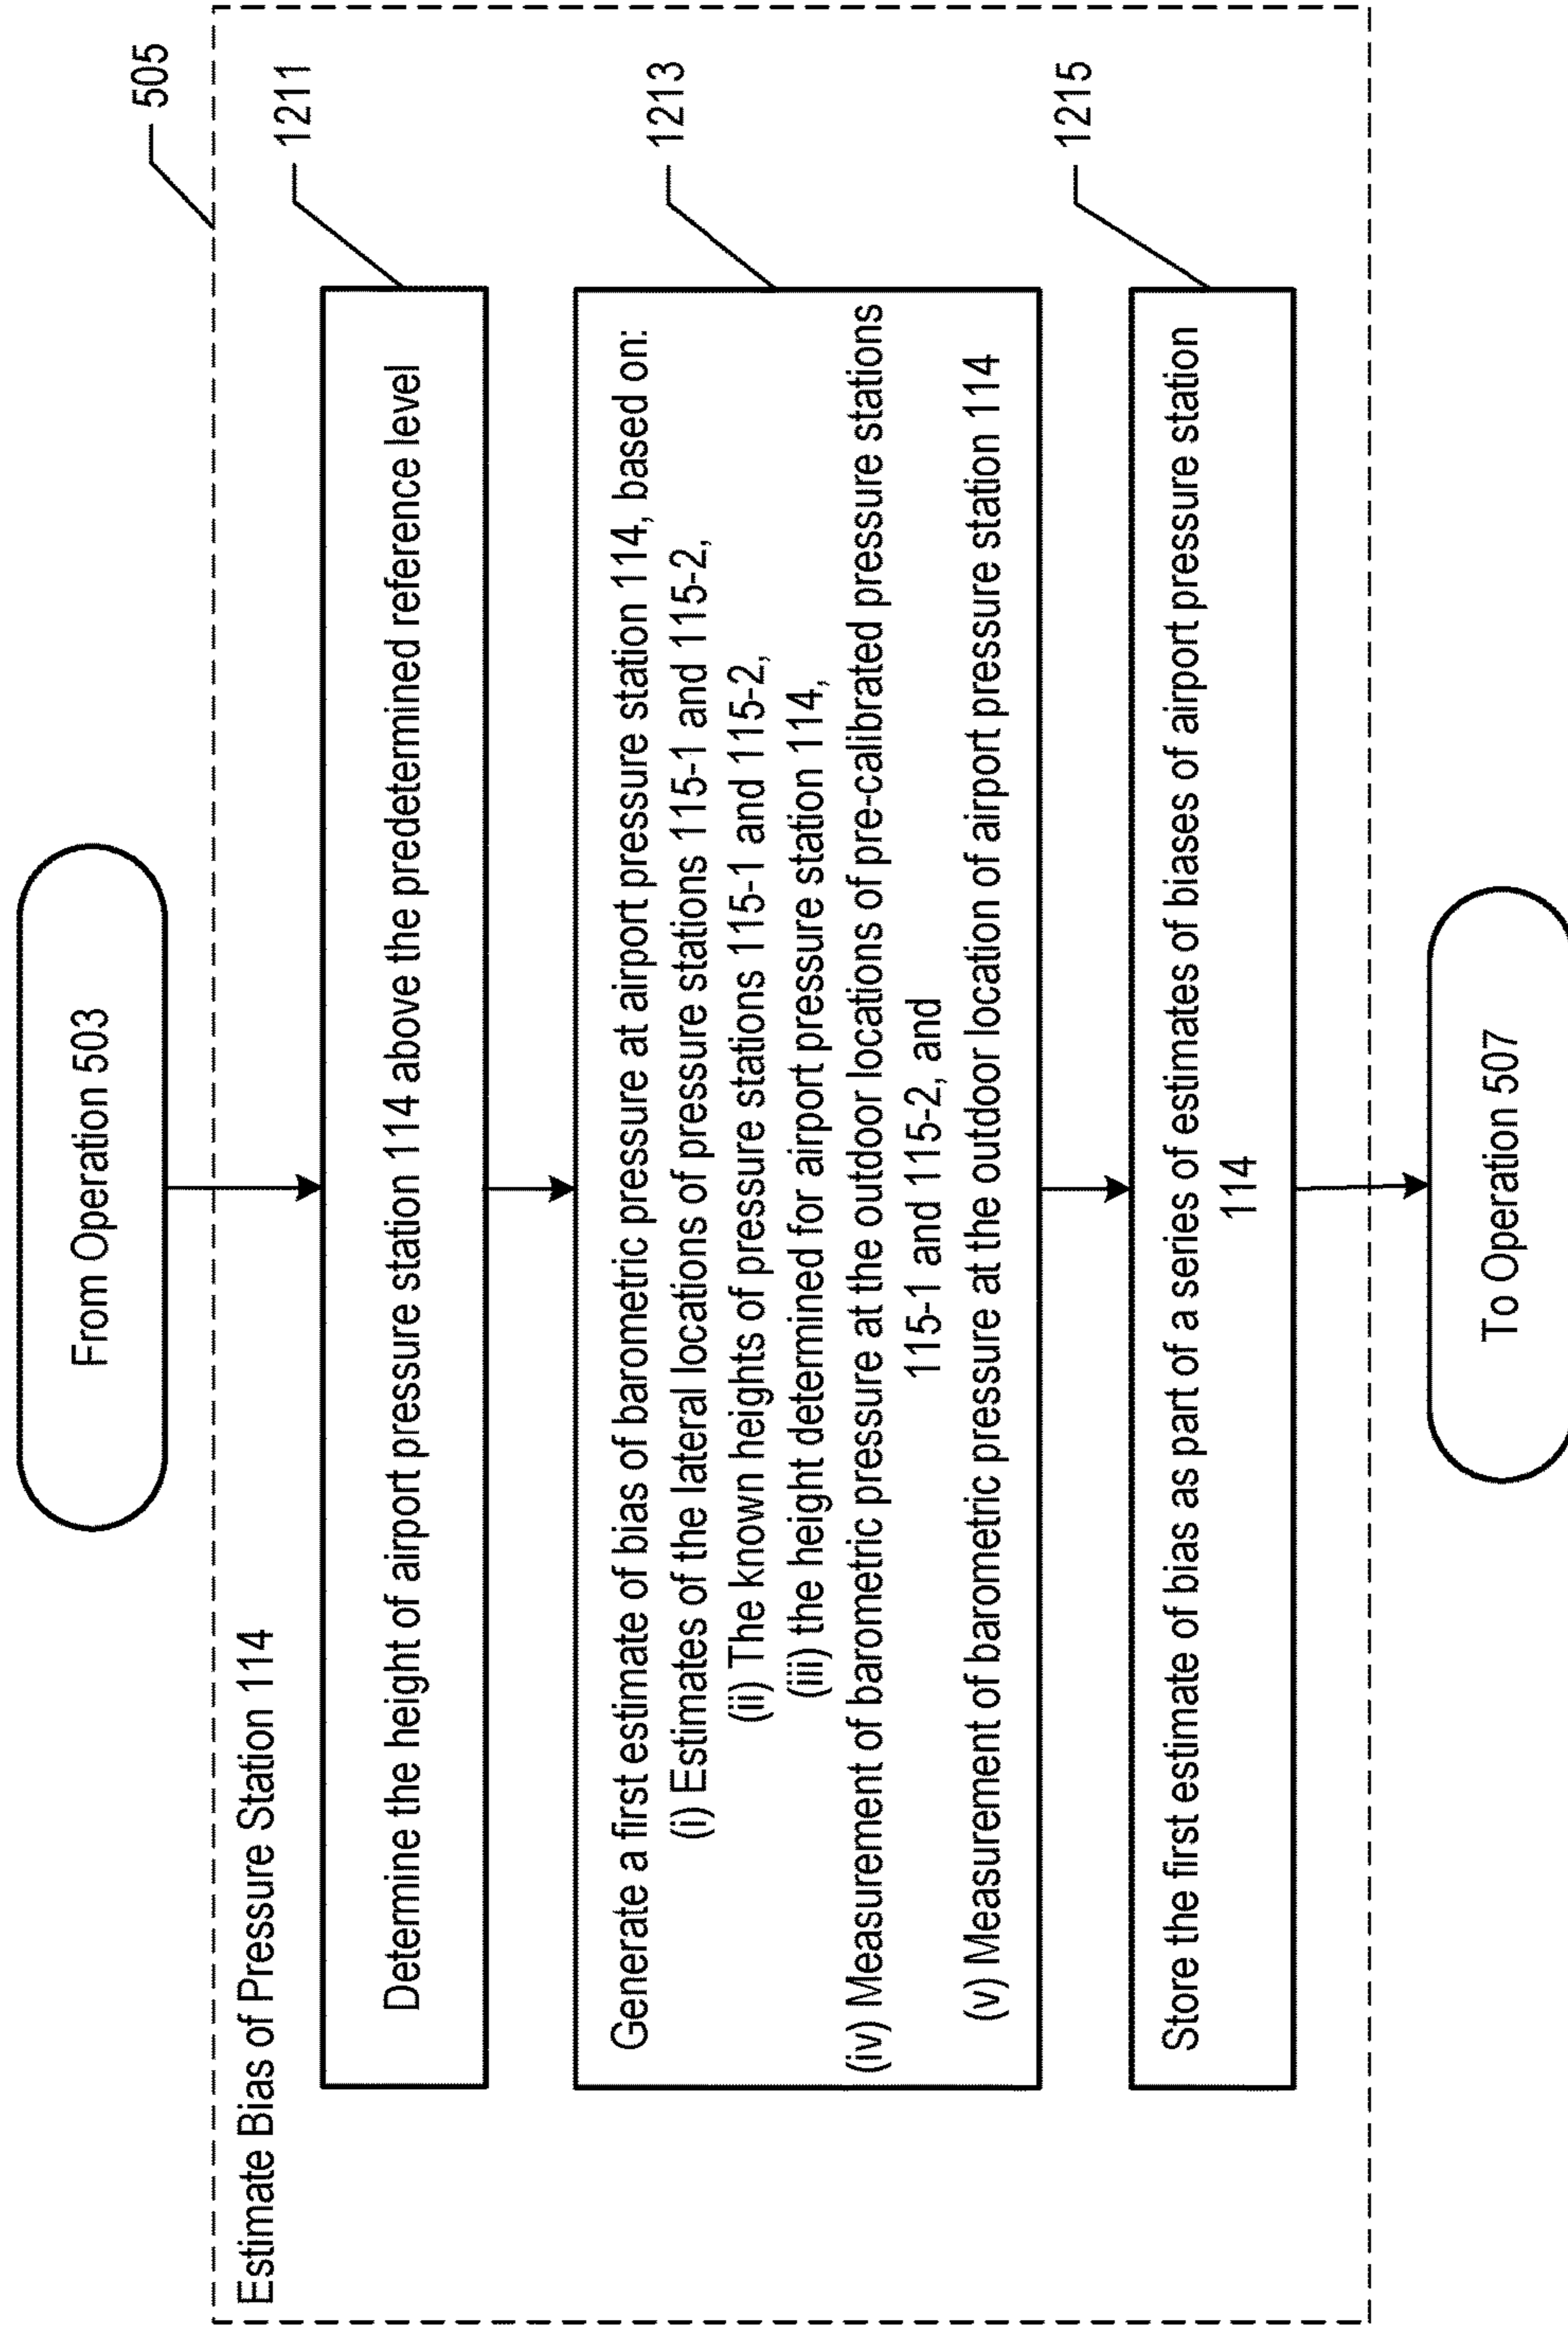 From Operation 503
505
Estimate Bias of Pressure Station 114
1211
Determine the height of airport pressure station 114 above the predetermined reference level
1213
Generate a first estimate of bias of barometric pressure at airport pressure station 114, based on:
(i) Estimates of the lateral locations of pressure stations 115-1 and 115-2,
(ii) The known heights of pressure stations 115-1 and 115-2,
(iii) the height determined for airport pressure station 114,
(iv) Measurement of barometric pressure at the outdoor locations of pre-calibrated pressure stations
115-1 and 115-2, and
(v) Measurement of barometric pressure at the outdoor location of airport pressure station 114
1215
Store the first estimate of bias as part of a series of estimates of biases of airport pressure station
114
To Operation 507